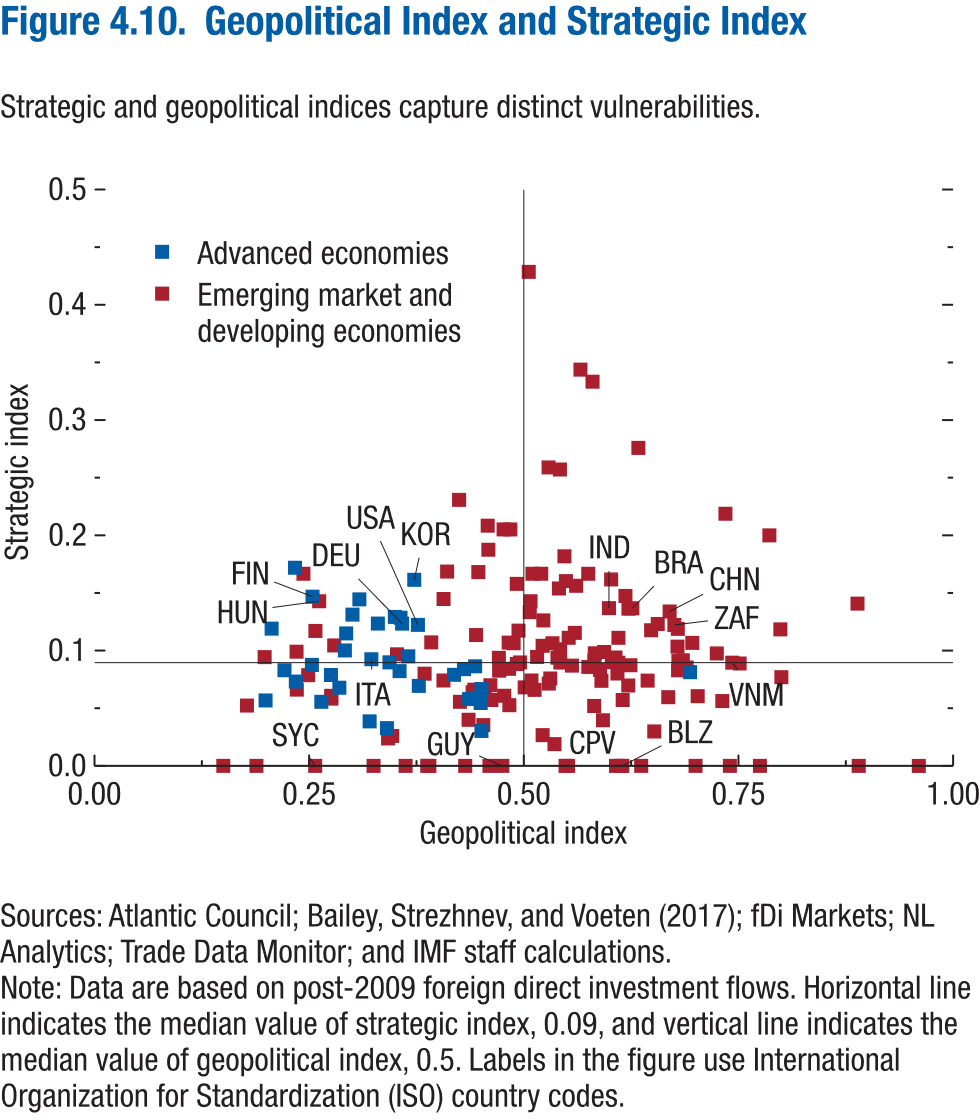 Figure 4.10. Geopolitical Index and Strategic Index
Strategic and geopolitical indices capture distinct vulnerabilities.
0.5
Advanced economies
Emerging market and
developing economies
0.4
0.3
Strategic index
0.2
USA
KOR
DEU
FIN
HUN
IND
BRA
CHN
ZAF
0.1
ITA
VNM
SYC
GUY
CPV
BLZ
0.0
0.00
0.25
0.50
0.75
1.00
Geopolitical index
Sources: Atlantic Council; Bailey, Strezhnev, and Voeten (2017); fDi Markets; NL
Analytics; Trade Data Monitor; and IMF staff calculations.
Note: Data are based on post-2009 foreign direct investment flows. Horizontal line
indicates the median value of strategic index, 0.09, and vertical line indicates the
median value of geopolitical index, 0.5. Labels in the figure use International
Organization for Standardization (ISO) country codes.